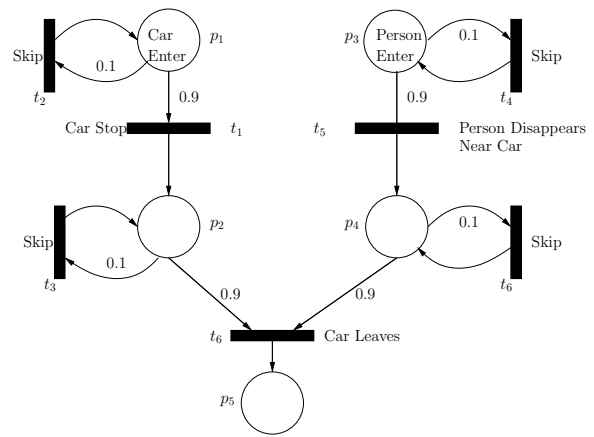 Car
Enter
p1
Skip
0.1
t2
0.9
Car Stop
t1
p3
Person
Enter
0.1
Skip
t4
0.9
t5
Person Disappears
Near Car
p2
Skip
0.1
t3
0.9
p4
0.1
Skip
t6
0.9
t6
Car Leaves
p5